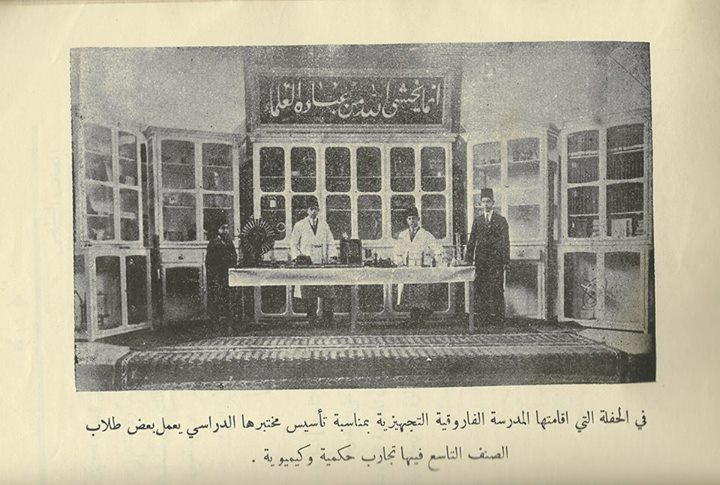 انما يخشى الله من عباده العلماء
في الحفلة التي اقامتها المدرسة الفاروقية التجهيزية بمناسبة تأسيس مختبرها الدراسي يعمل بعض طلاب
الصنف التاسع فيها تجارب حكمية وكيميوية .